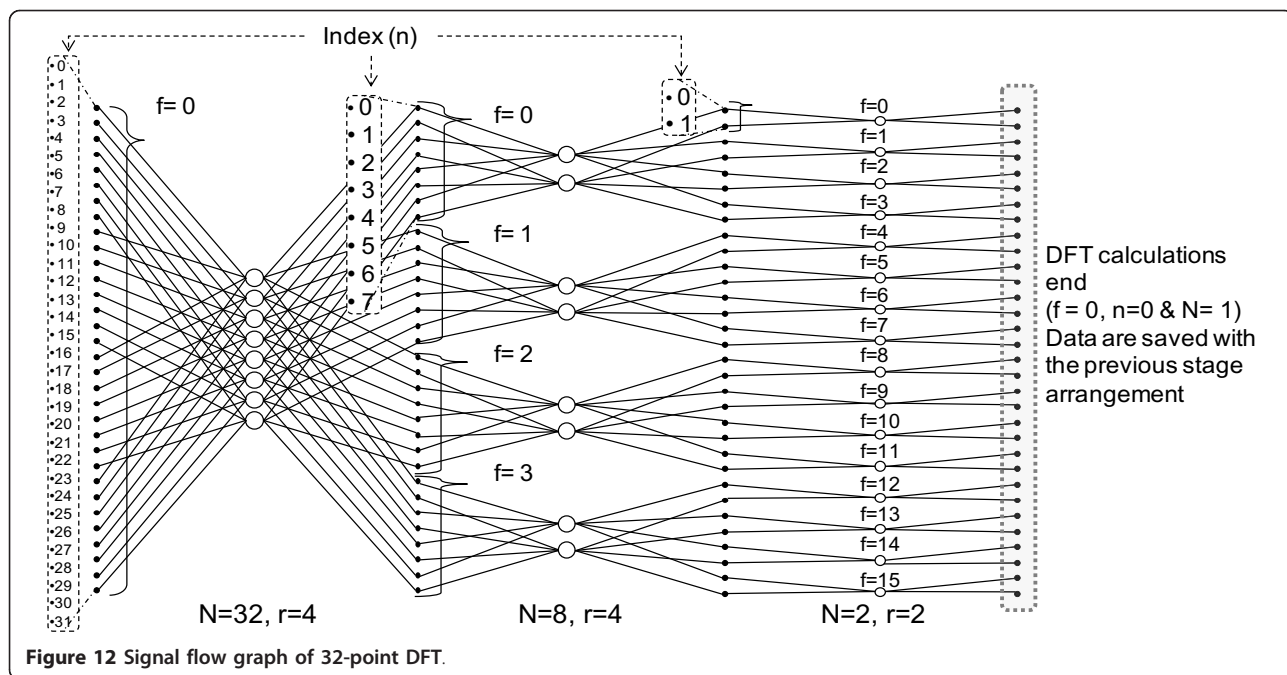 Index (n)
•0
•1
•2
•3
•4
•5
•6
•7
•8
•9
•10
•11
•12
•13
•14
•15
•16
•17
•18
•19
•20
•21
•22
•23
•24
•25
•26
•27
•28
•29
•30
•31
f= 0
N=32, r=4
• 0
• 1
• 2
• 3
• 4
• 5
• 6
• 7
f= 0
f= 1
f= 2
f= 3
N=8, r=4
• 0
• 1
f=0
f=1
f=2
f=3
f=4
f=5
f=6
f=7
f=8
f=9
f=10
f=11
f=12
f=13
f=14
f=15
N=2, r=2
DFT calculations
end
(f = 0, n=0 & N= 1)
Data are saved with
the previous stage
arrangement
Figure 12 Signal flow graph of 32-point DFT.